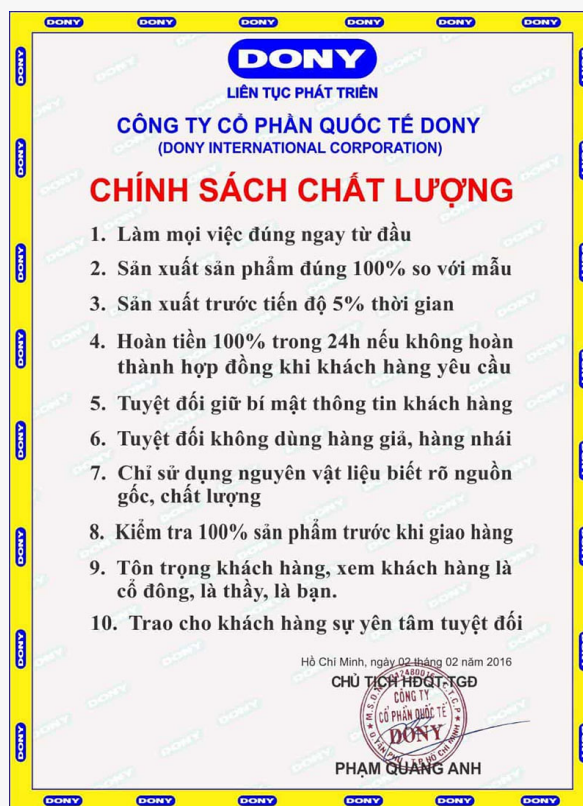 DONY
LIÊN TỤC PHÁT TRIỂN
CÔNG TY CỔ PHẦN QUỐC TẾ DONY
(DONY INTERNATIONAL CORPORATION)
CHÍNH SÁCH CHẤT LƯỢNG
1. Làm mọi việc đúng ngay từ đầu
2. Sản xuất sản phẩm đúng 100% so với mẫu
3. Sản xuất trước tiến độ 5% thời gian
4. Hoàn tiền 100% trong 24h nếu không hoàn
thành hợp đồng khi khách hàng yêu cầu
5. Tuyệt đối giữ bí mật thông tin khách hàng
6. Tuyệt đối không dùng hàng giả, hàng nhái
7. Chỉ sử dụng nguyên vật liệu biết rõ nguồn
gốc, chất lượng
8. Kiểm tra 100% sản phẩm trước khi giao hàng
9. Tôn trọng khách hàng, xem khách hàng là
cổ đông, là thầy, là bạn.
10. Trao cho khách hàng sự yên tâm tuyệt đối
Hồ Chí Minh, ngày 02 tháng 02 năm 2016
CHỦ TỊCH HĐQT-TGĐ
CÔNG TY
CỔ PHẦN QUỐC TẾ
DONY
PHẠM QUANG ANH